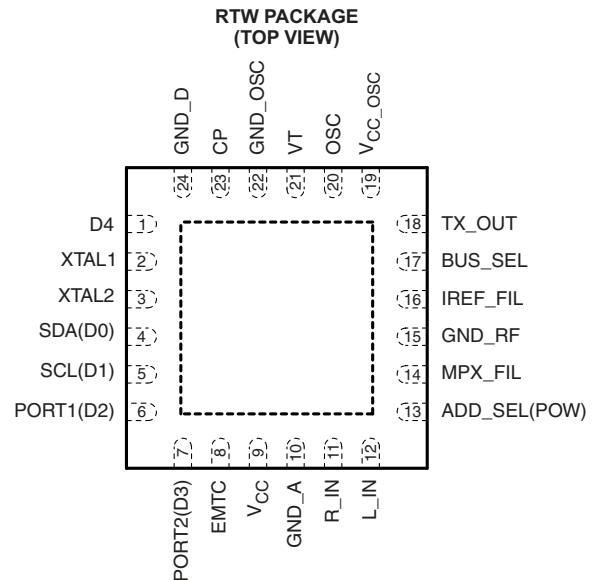 RTW PACKAGE
(TOP VIEW)
GND_D
CP
GND_OSC
VT
OSC
VCC_OSC
24
23
22
21
20
19
D4 1
XTAL1 2
XTAL2 3
SDA(D0) 4
SCL(D1) 5
PORT1(D2) 6
18 TX_OUT
17 BUS_SEL
16 IREF_FIL
15 GND_RF
14 MPX_FIL
13 ADD_SEL(POW)
7
8
9
10
11
12
PORT2(D3)
EMTC
VCC
GND_A
R_IN
L_IN